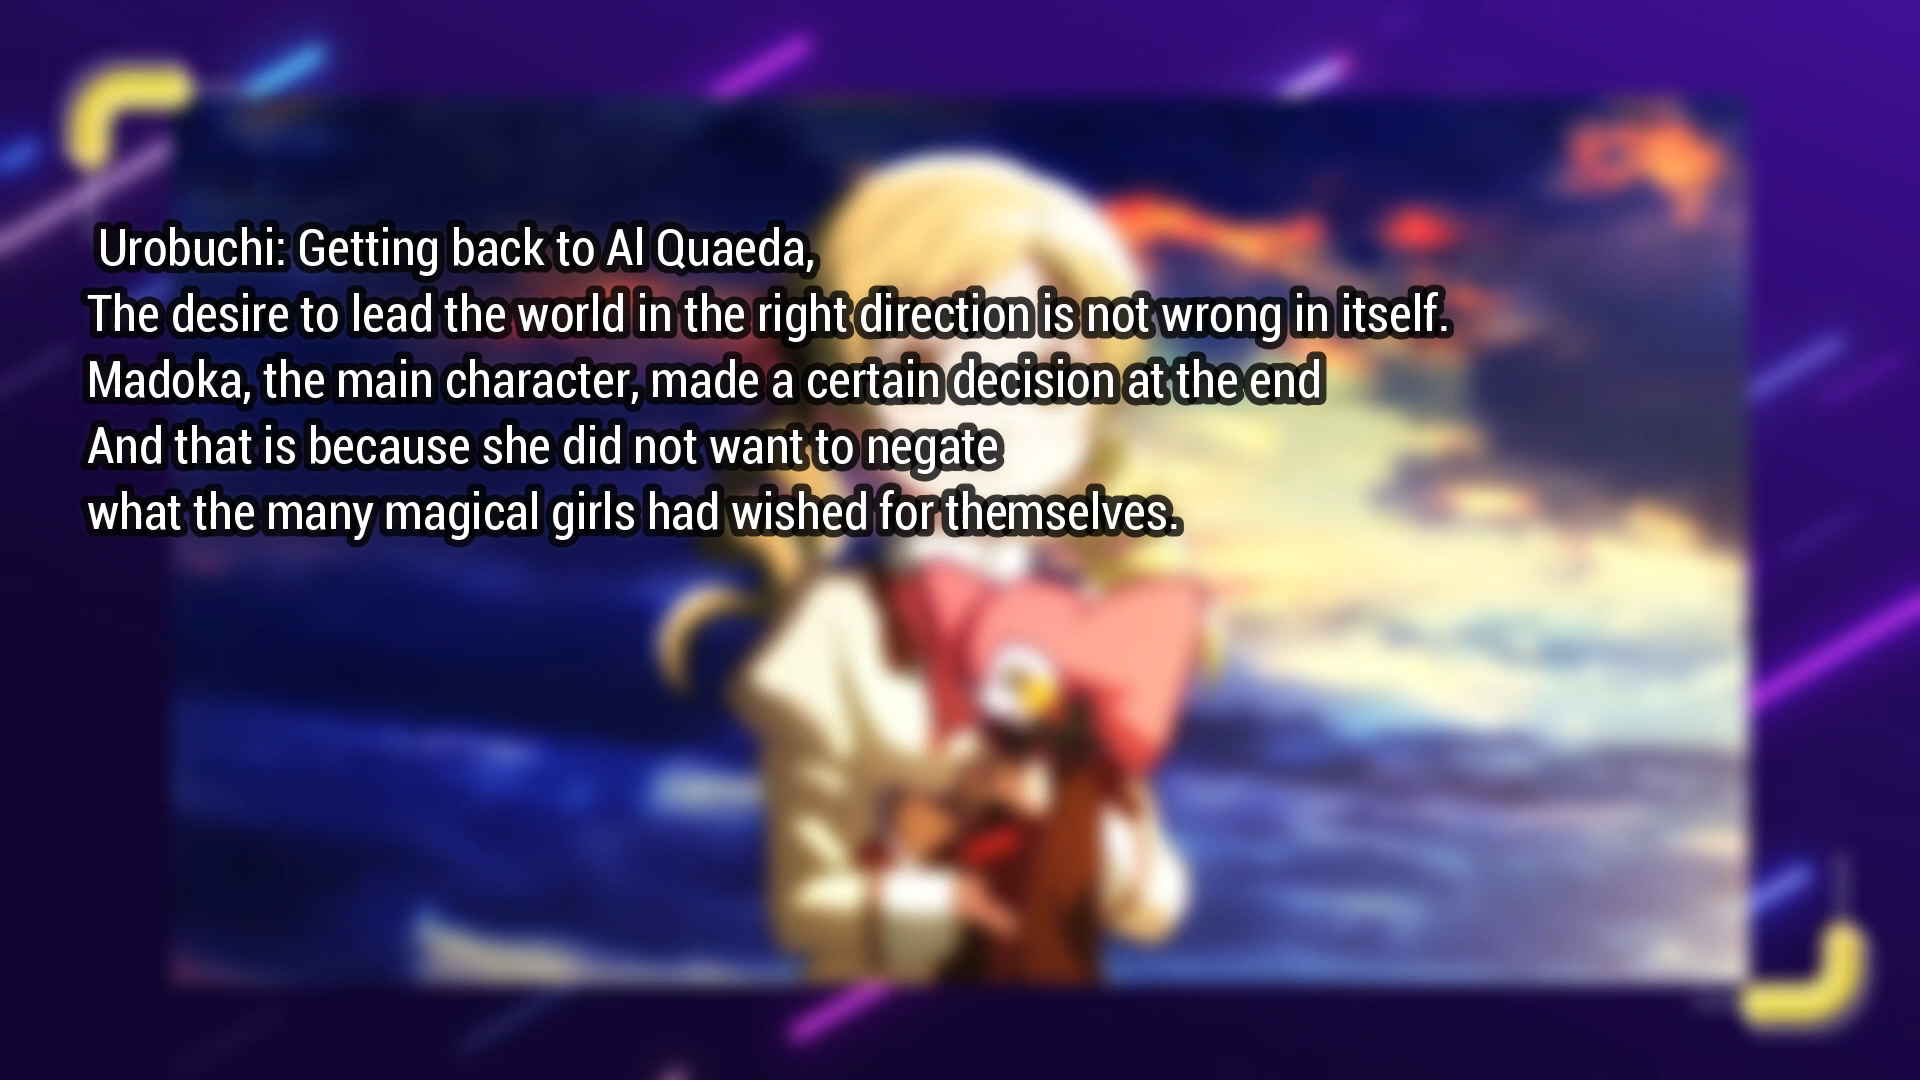 Urobuchi: Getting back to Al Quaeda,
The desire to lead the world in the right direction is not wrong in itself.
Madoka, the main character, made a certain decision at the end
And that is because she did not want to negate
what the many magical girls had wished for themselves.